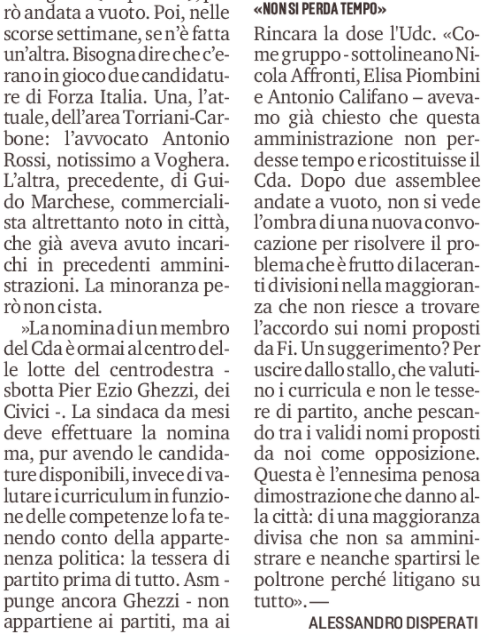 rò andata a vuoto. Poi, nelle
scorse settimane, se n'è fatta
un'altra. Bisogna dire che c'e-
rano in gioco due candidatu-
re di Forza Italia. Una, l'at-
tuale, dell'area Torriani-Car-
bone: l'avvocato Antonio
Rossi, notissimo a Voghera.
L'altra, precedente, di Gui-
do Marchese, commerciali-
sta altrettanto noto in città,
che già aveva avuto incari-
chi in precedenti ammini-
strazioni. La minoranza pe-
rò non ci sta.
»La nomina di un membro
del Cda è ormai al centro del-
le lotte del centrodestra -
sbotta Pier Ezio Ghezzi, dei
Civici -. La sindaca da mesi
deve effettuare la nomina
ma, pur avendo le candida-
ture disponibili, invece di va-
lutare i curriculum in funzio-
ne delle competenze lo fa te-
nendo conto della apparte-
nenza politica: la tessera di
partito prima di tutto. Asm -
punge ancora Ghezzi - non
appartiene ai partiti, ma ai
«NON SI PERDA TEMPO»
Rincara la dose l'Udc. «Co-
me gruppo - sottolineano Ni-
cola Affronti, Elisa Piombini
e Antonio Califano – aveva-
mo già chiesto che questa
amministrazione non per-
desse tempo e ricostituisse il
Cda. Dopo due assemblee
andate a vuoto, non si vede
l'ombra di una nuova convo-
cazione per risolvere il pro-
blema che è frutto di laceran-
ti divisioni nella maggioran-
za che non riesce a trovare
l'accordo sui nomi proposti
da Fi. Un suggerimento? Per
uscire dallo stallo, che valuti-
no i curricula e non le tesse-
re di partito, anche pescan-
do tra i validi nomi proposti
da noi come opposizione.
Questa è l'ennesima penosa
dimostrazione che danno al-
la città: di una maggioranza
divisa che non sa ammini-
strare e neanche spartirsi le
poltrone perché litigano su
tutto». —
ALESSANDRO DISPERATI